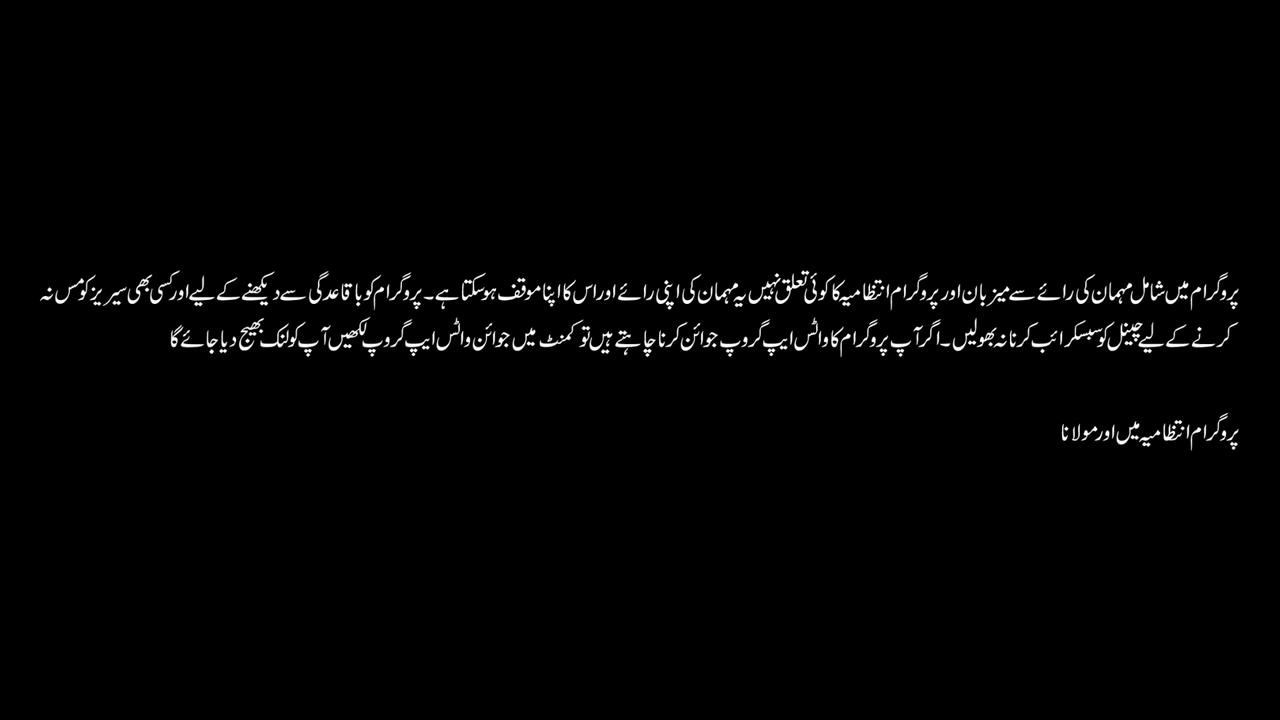 پروگرام میں شامل مہمان کی رائے سے میزبان اور پروگرام انتظامیہ کا کوئی تعلق نہیں یہ مہمان کی اپنی رائے اور اس کا اپنا موقف ہو سکتا ہے۔ پروگرام کو باقاعدگی سے دیکھنے کے لیے اور کسی بھی سیریز کو مس نہ
کرنے کے لیے چینل کو سبسکرائب کرنا نہ بھولیں۔ اگر آپ پروگرام کا واٹس ایپ گروپ جوائن کرنا چاہتے ہیں تو کمنٹ میں جوائن واٹس ایپ گروپ لکھیں آپ کو لنک بھیج دیا جائے گا
پروگرام انتظامیہ میں اور مولانا